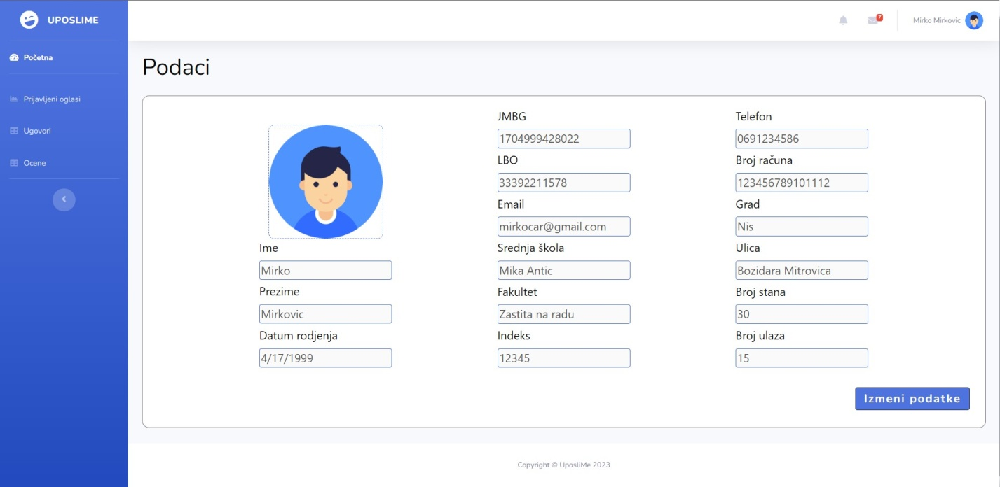 UPOSLIME
Početna
Prijavljeni oglasi
Ugovori
Ocene
7
Mirko Mirkovic
Podaci
Ime
Mirko
Prezime
Mirkovic
Datum rodjenja
4/17/1999
JMBG
1704999428022
LBO
33392211578
Email
mirkocar@gmail.com
Srednja škola
Mika Antic
Fakultet
Zastita na radu
Indeks
12345
Telefon
0691234586
Broj računa
123456789101112
Grad
Nis
Ulica
Bozidara Mitrovica
Broj stana
30
Broj ulaza
15
Izmeni podatke
Copyright © UposliMe 2023